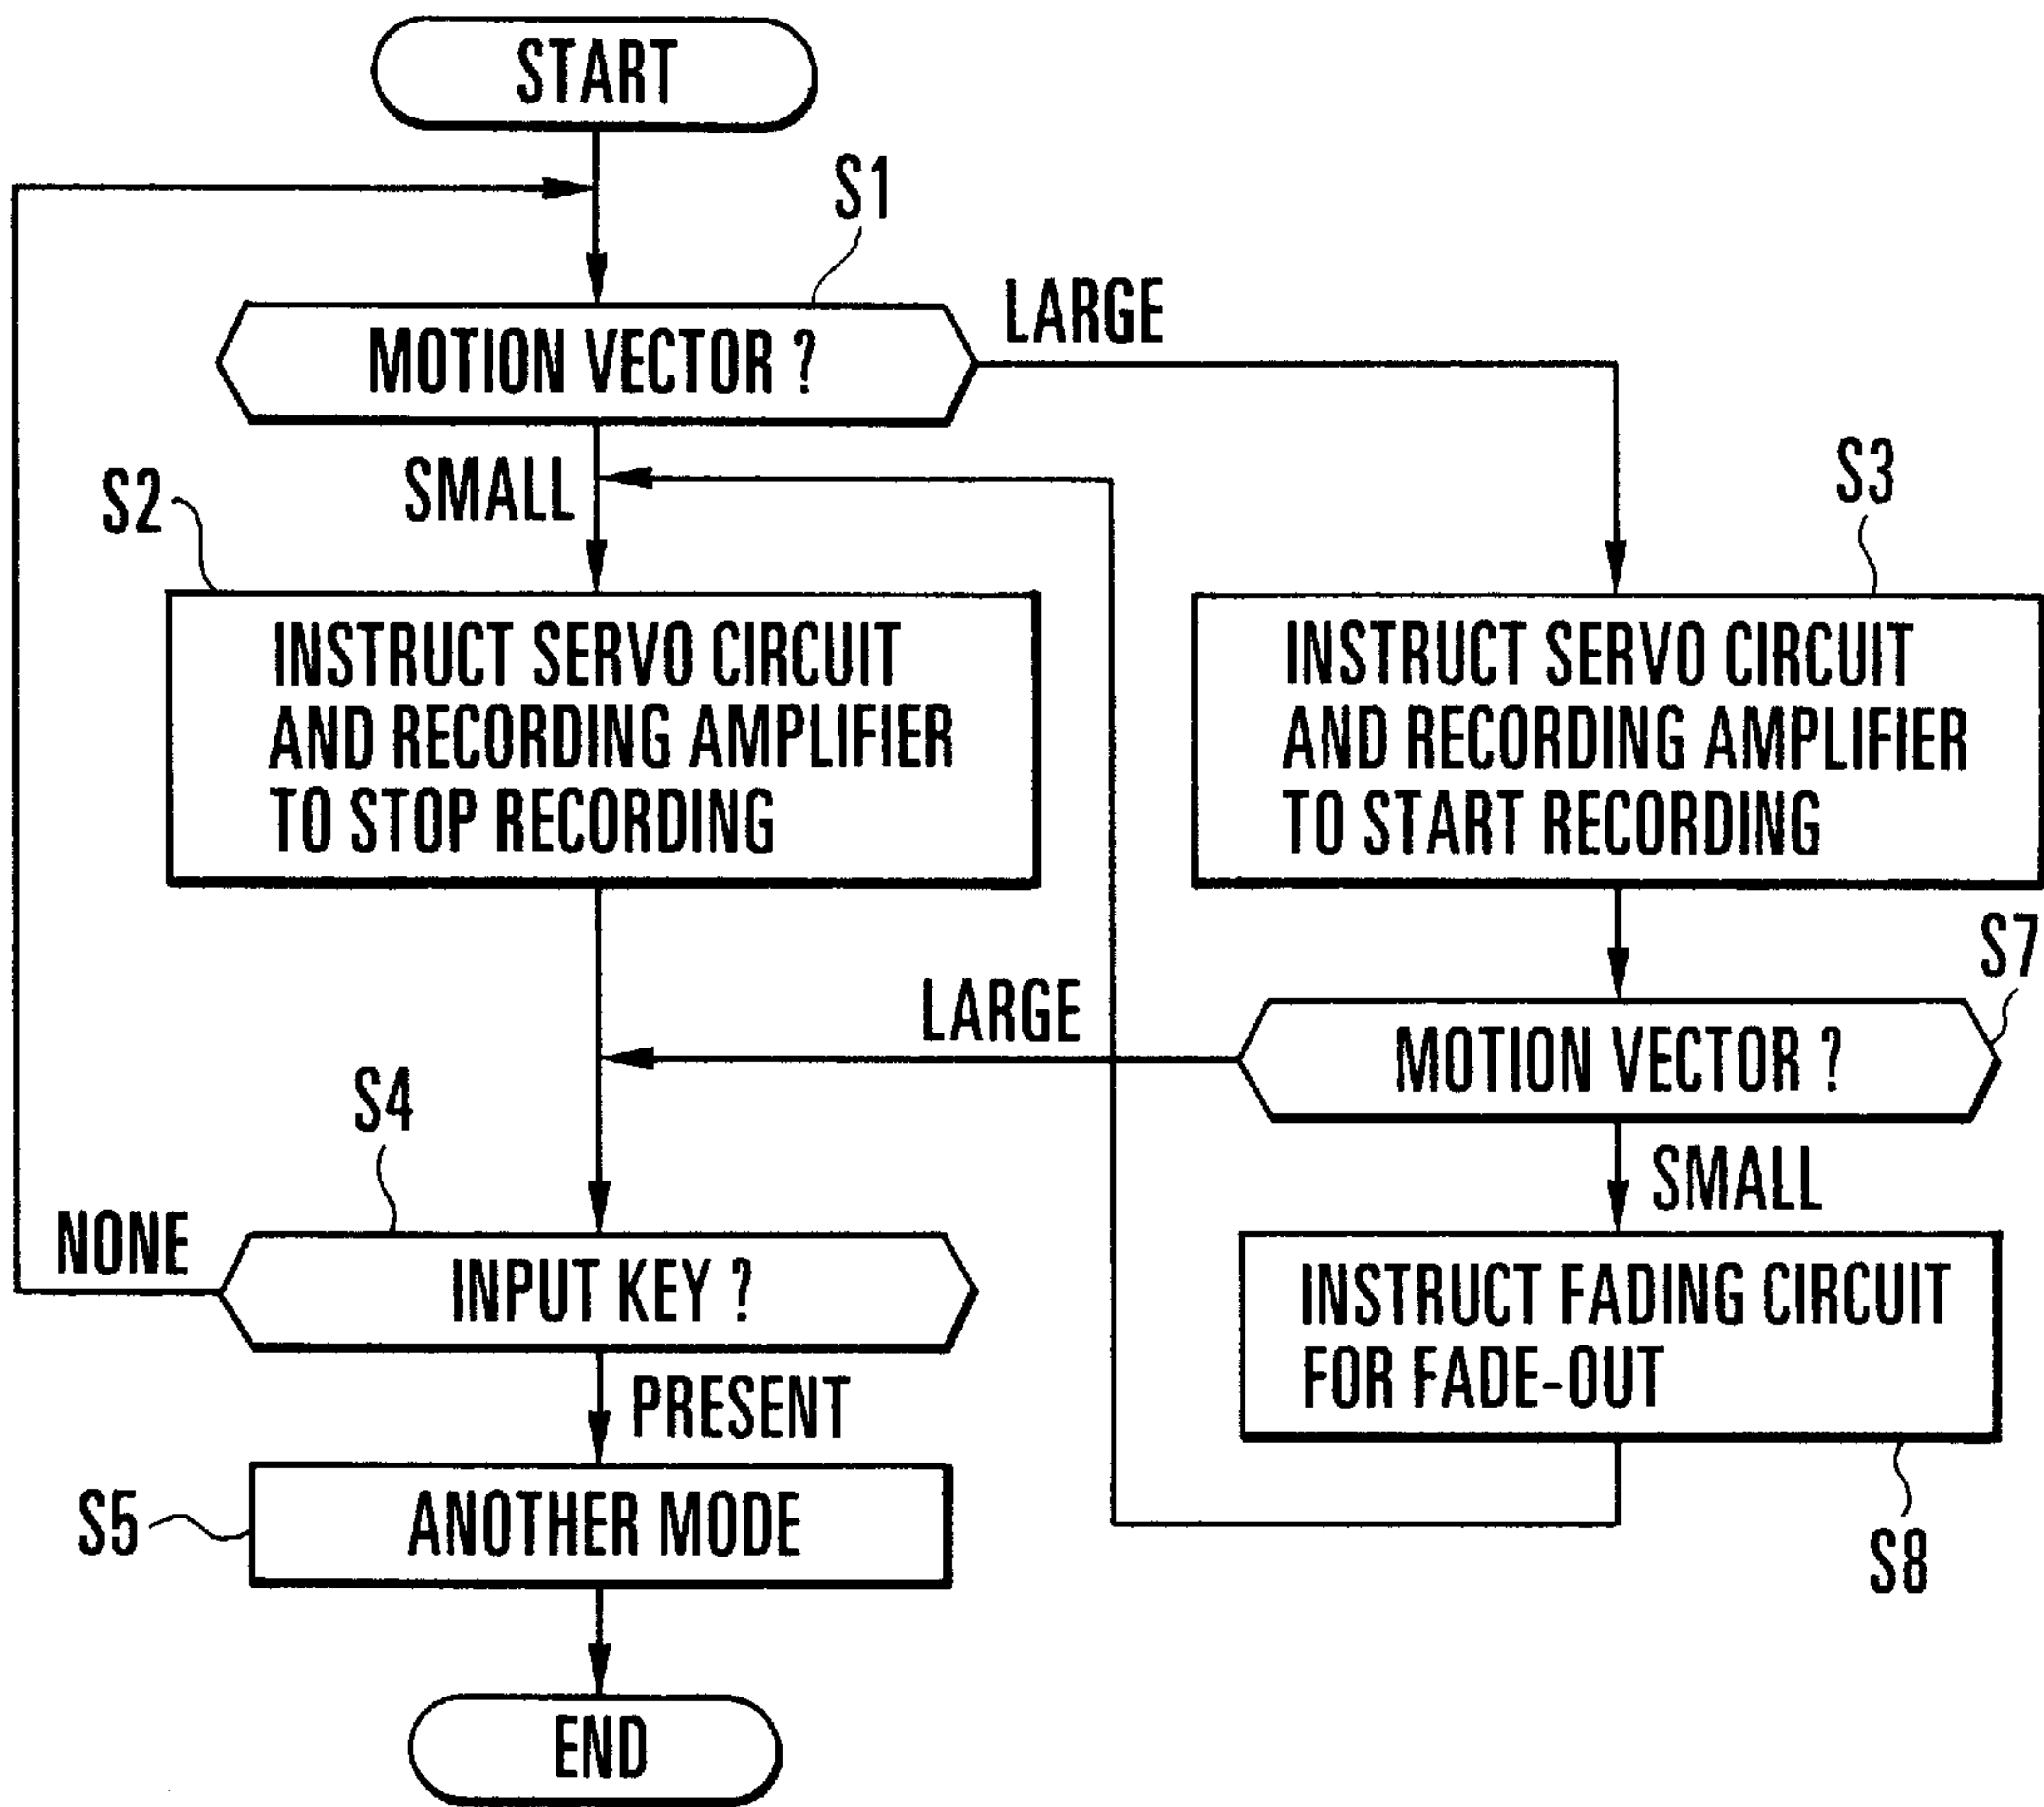 START
S1
MOTION VECTOR ?
LARGE
SMALL
S2
INSTRUCT SERVO CIRCUIT
AND RECORDING AMPLIFIER
TO STOP RECORDING
S3
INSTRUCT SERVO CIRCUIT
AND RECORDING AMPLIFIER
TO START RECORDING
S7
MOTION VECTOR ?
LARGE
SMALL
S4
INPUT KEY ?
NONE
PRESENT
INSTRUCT FADING CIRCUIT
FOR FADE-OUT
S8
S5
ANOTHER MODE
END